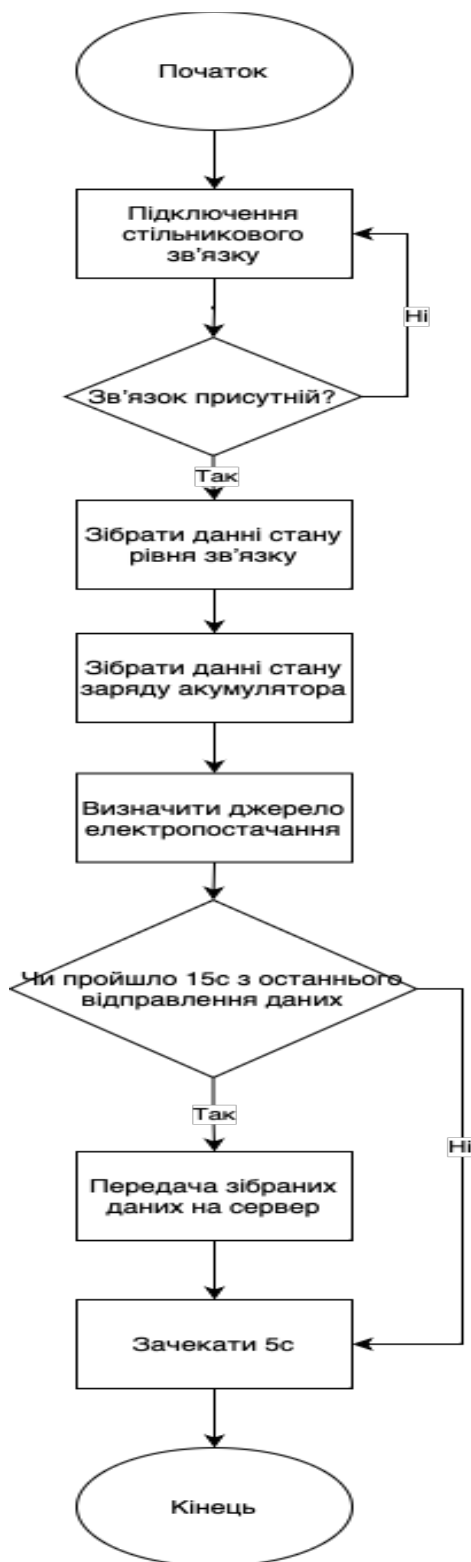 Початок
Підключення
стільникового
зв'язку
Ні
Зв'язок присутній?
Так
Зібрати данні стану
рівня зв'язку
Зібрати данні стану
заряду акумулятора
Визначити джерело
електропостачання
Чи пройшло 15с з останнього
відправлення даних
Так
Ні
Передача зібраних
даних на сервер
Зачекати 5с
Кінець